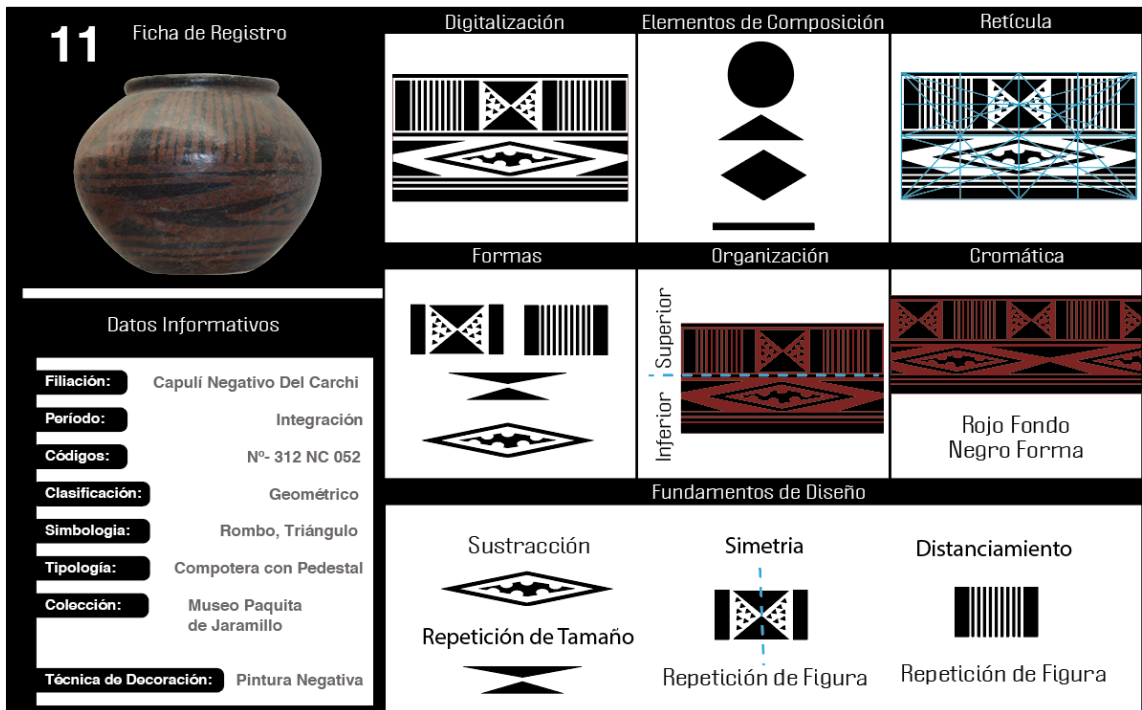 11
Ficha de Registro
Datos Informativos
Filiación: Capulí Negativo Del Carchi
Período: Integración
Códigos: Nº- 312 NC 052
Clasificación: Geométrico
Simbologia: Rombo, Triángulo
Tipología: Compotera con Pedestal
Colección: Museo Paquita
de Jaramillo
Técnica de Decoración: Pintura Negativa
Digitalización
Elementos de Composición
Retícula
Formas
Organización
Superior
Inferior
Cromática
Rojo Fondo
Negro Forma
Fundamentos de Diseño
Sustracción
Repetición de Tamaño
Simetria
Repetición de Figura
Distanciamiento
Repetición de Figura